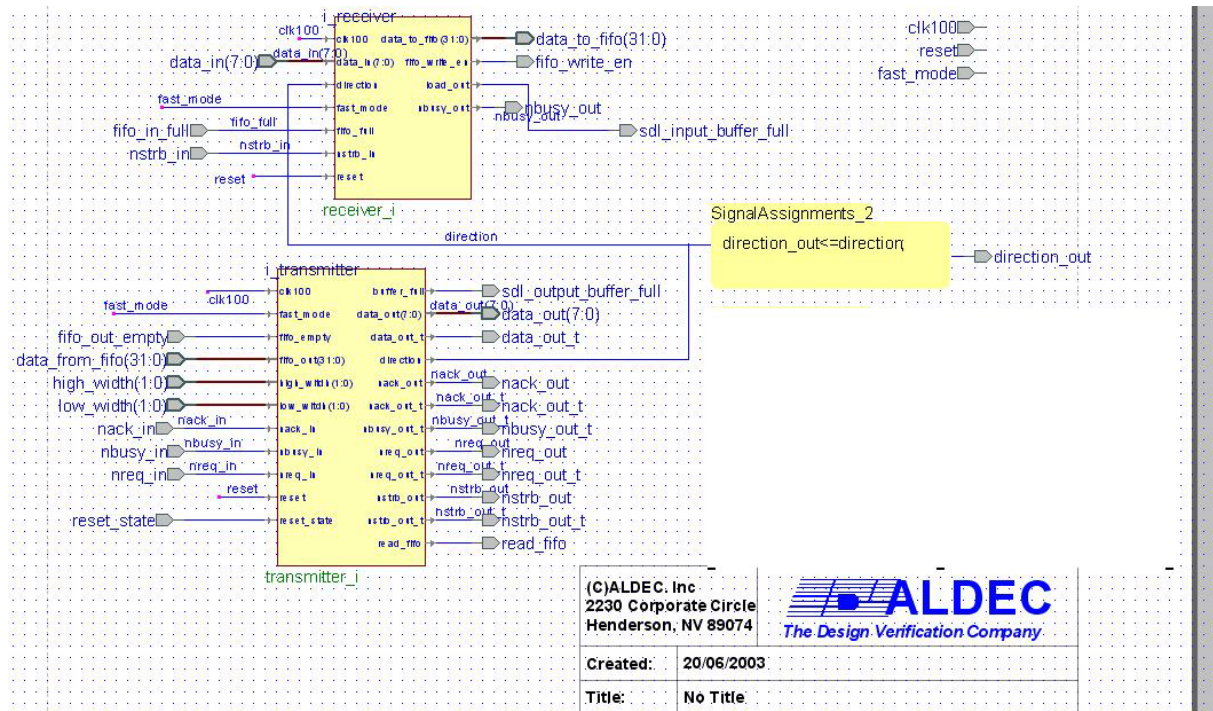 i_receiver
clk100
clk100 data_to_fifo(31:0) data_to_fifo(31:0)
data_in(7:0) data_in(7:0) data_in(7:0) fifo_write_en fifo_write_en
direction load_out
fast_mode fast_mode nbusy_out nbusy_out nbusy_out
sdl_input_buffer_full
fifo_in_full fifo_full fifo_full
nstrb_in nstrb_in nstrb_in
reset reset
receiver_i
clk100
reset
fast_mode
direction
SignalAssignments_2
direction_out<=direction;
direction_out
i_transmitter
clk100 clk100 buffer_full sdl_output_buffer_full
fast_mode fast_mode data_out(7:0) data_out(7:0) data_out(7:0)
fifo_out_empty fifo_empty data_out_t data_out_t
data_from_fifo(31:0) fifo_out(31:0) direction
high_width(1:0) high_witdh(1:0) nack_out nack_out nack_out
low_width(1:0) low_witdh(1:0) nack_out_t nack_out_t nack_out_t
nack_in nack_in nack_in nbusy_out_t nbusy_out_t nbusy_out_t
nbusy_in nbusy_in nbusy_in nreq_out nreq_out nreq_out
nreq_in nreq_in nreq_in nreq_out_t nreq_out_t nreq_out_t
reset reset nstrb_out nstrb_out nstrb_out
reset_state reset_state nstrb_out_t nstrb_out_t nstrb_out_t
read_fifo read_fifo
transmitter_i
(C)ALDEC. Inc
2230 Corporate Circle
Henderson, NV 89074
ALDEC
The Design Verification Company
Created: 20/06/2003
Title: No Title